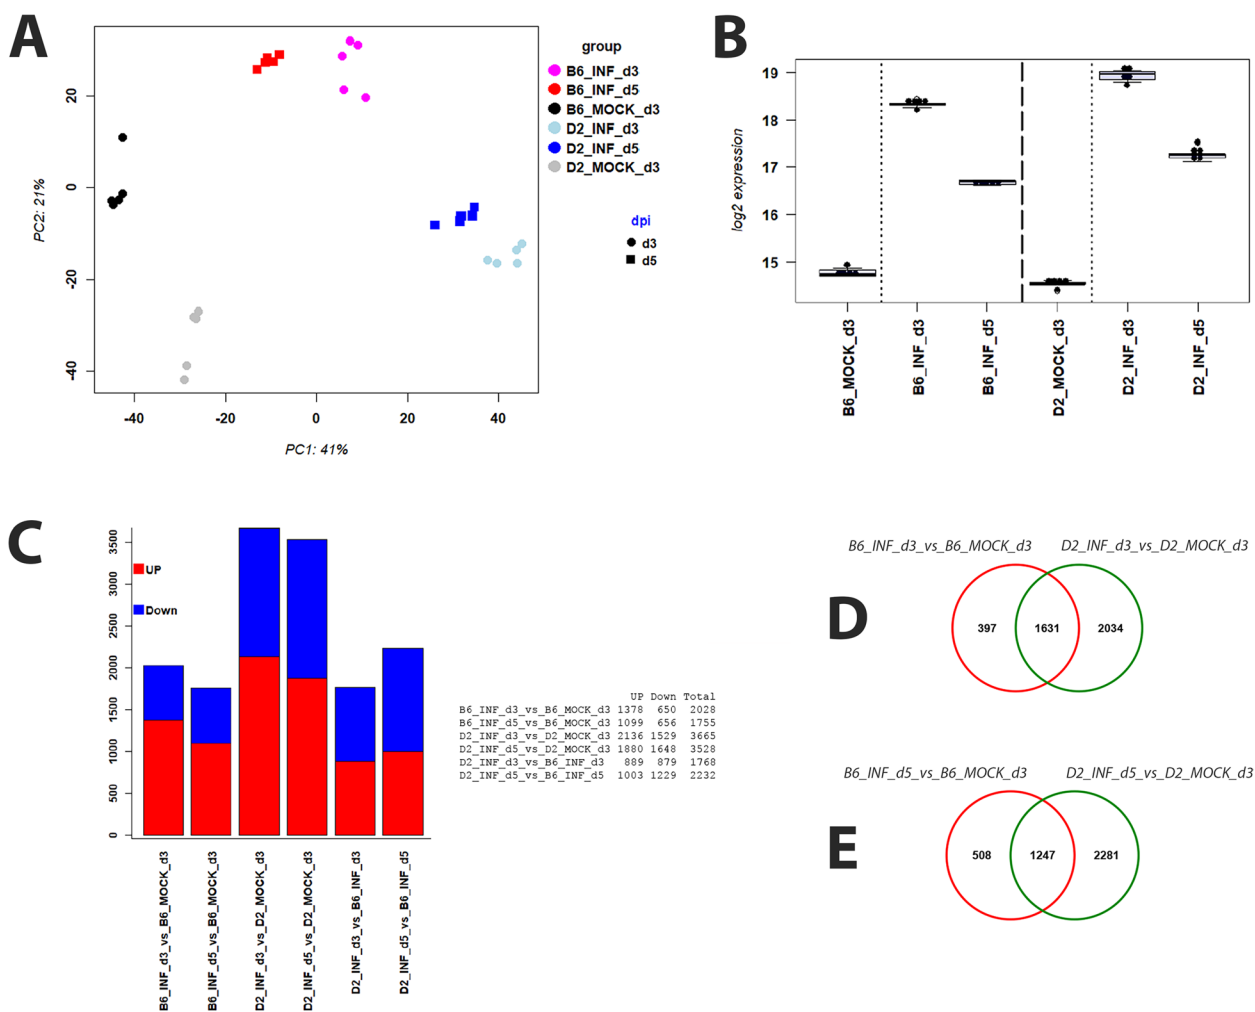 A
group
B6_INF_d3
B6_INF_d5
B6_MOCK_d3
D2_INF_d3
D2_INF_d5
D2_MOCK_d3
dpi
d3
d5
PC2: 21%
20
0
-20
40
-40
-20
0
20
40
PC1: 41%
B
log2 expression
19
18
17
16
15
B6_MOCK_d3
B6_INF_d3
B6_INF_d5
D2_MOCK_d3
D2_INF_d3
D2_INF_d5
C
UP
Down
3500
3000
2500
2000
1500
1000
500
0
B6_INF_d3_vs_B6_MOCK_d3
B6_INF_d5_vs_B6_MOCK_d3
D2_INF_d3_vs_D2_MOCK_d3
D2_INF_d5_vs_D2_MOCK_d3
D2_INF_d3_vs_B6_INF_d3
D2_INF_d5_vs_B6_INF_d5
UP Down Total
B6_INF_d3_vs_B6_MOCK_d3 1378 650 2028
B6_INF_d5_vs_B6_MOCK_d3 1099 656 1755
D2_INF_d3_vs_D2_MOCK_d3 2136 1529 3665
D2_INF_d5_vs_D2_MOCK_d3 1880 1648 3528
D2_INF_d3_vs_B6_INF_d3 889 879 1768
D2_INF_d5_vs_B6_INF_d5 1003 1229 2232
D
B6_INF_d3_vs_B6_MOCK_d3
D2_INF_d3_vs_D2_MOCK_d3
397
1631
2034
E
B6_INF_d5_vs_B6_MOCK_d3
D2_INF_d5_vs_D2_MOCK_d3
508
1247
2281